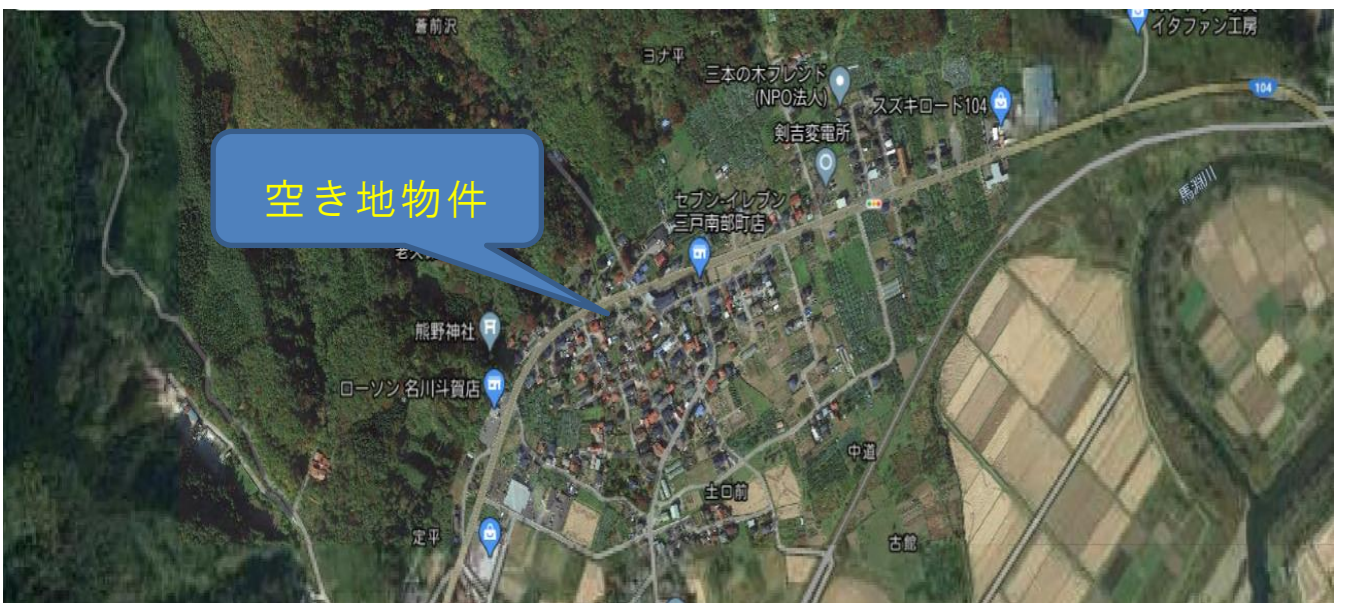 蒼前沢
イタファン工房
ヨナ平
三本の木フレンド
(NPO法人)
スズキロード104
104
剣吉変電所
馬淵川
空き地物件
セブン-イレブン
三戸南部町店
熊野神社
ローソン 名川斗賀店
中道
土口前
定平
古館